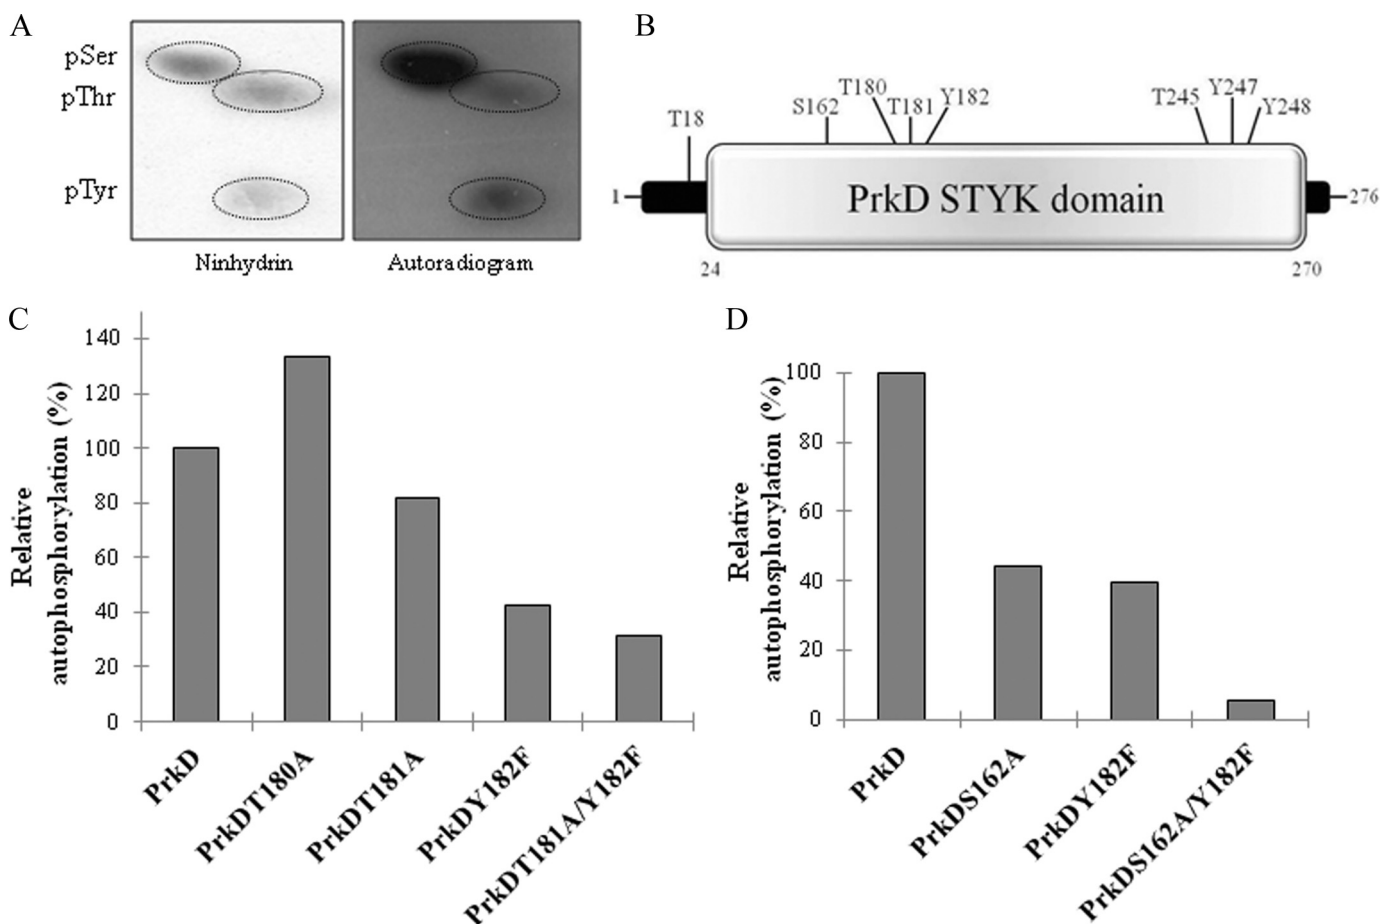 A
pSer
pThr
pTyr
Ninhydrin
Autoradiogram
B
T18
S162
T180
T181
Y182
T245
Y247
Y248
1
PrkD STYK domain
276
24
270
C
Relative
autophosphorylation (%)
140
120
100
80
60
40
20
0
PrkD
PrkDT180A
PrkDT181A
PrkDY182F
PrkDT181A/Y182F
D
Relative
autophosphorylation (%)
100
80
60
40
20
0
PrkD
PrkDS162A
PrkDY182F
PrkDS162A/Y182F